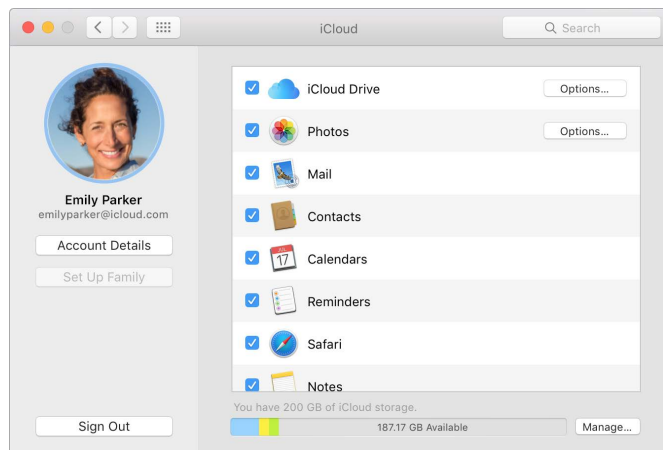 iCloud
Search
Emily Parker
emilyparker@icloud.com
Account Details
Set Up Family
Sign Out
iCloud Drive
Options...
Photos
Options...
Mail
Contacts
JUL
17
Calendars
Reminders
Safari
Notes
You have 200 GB of iCloud storage.
187.17 GB Available
Manage...